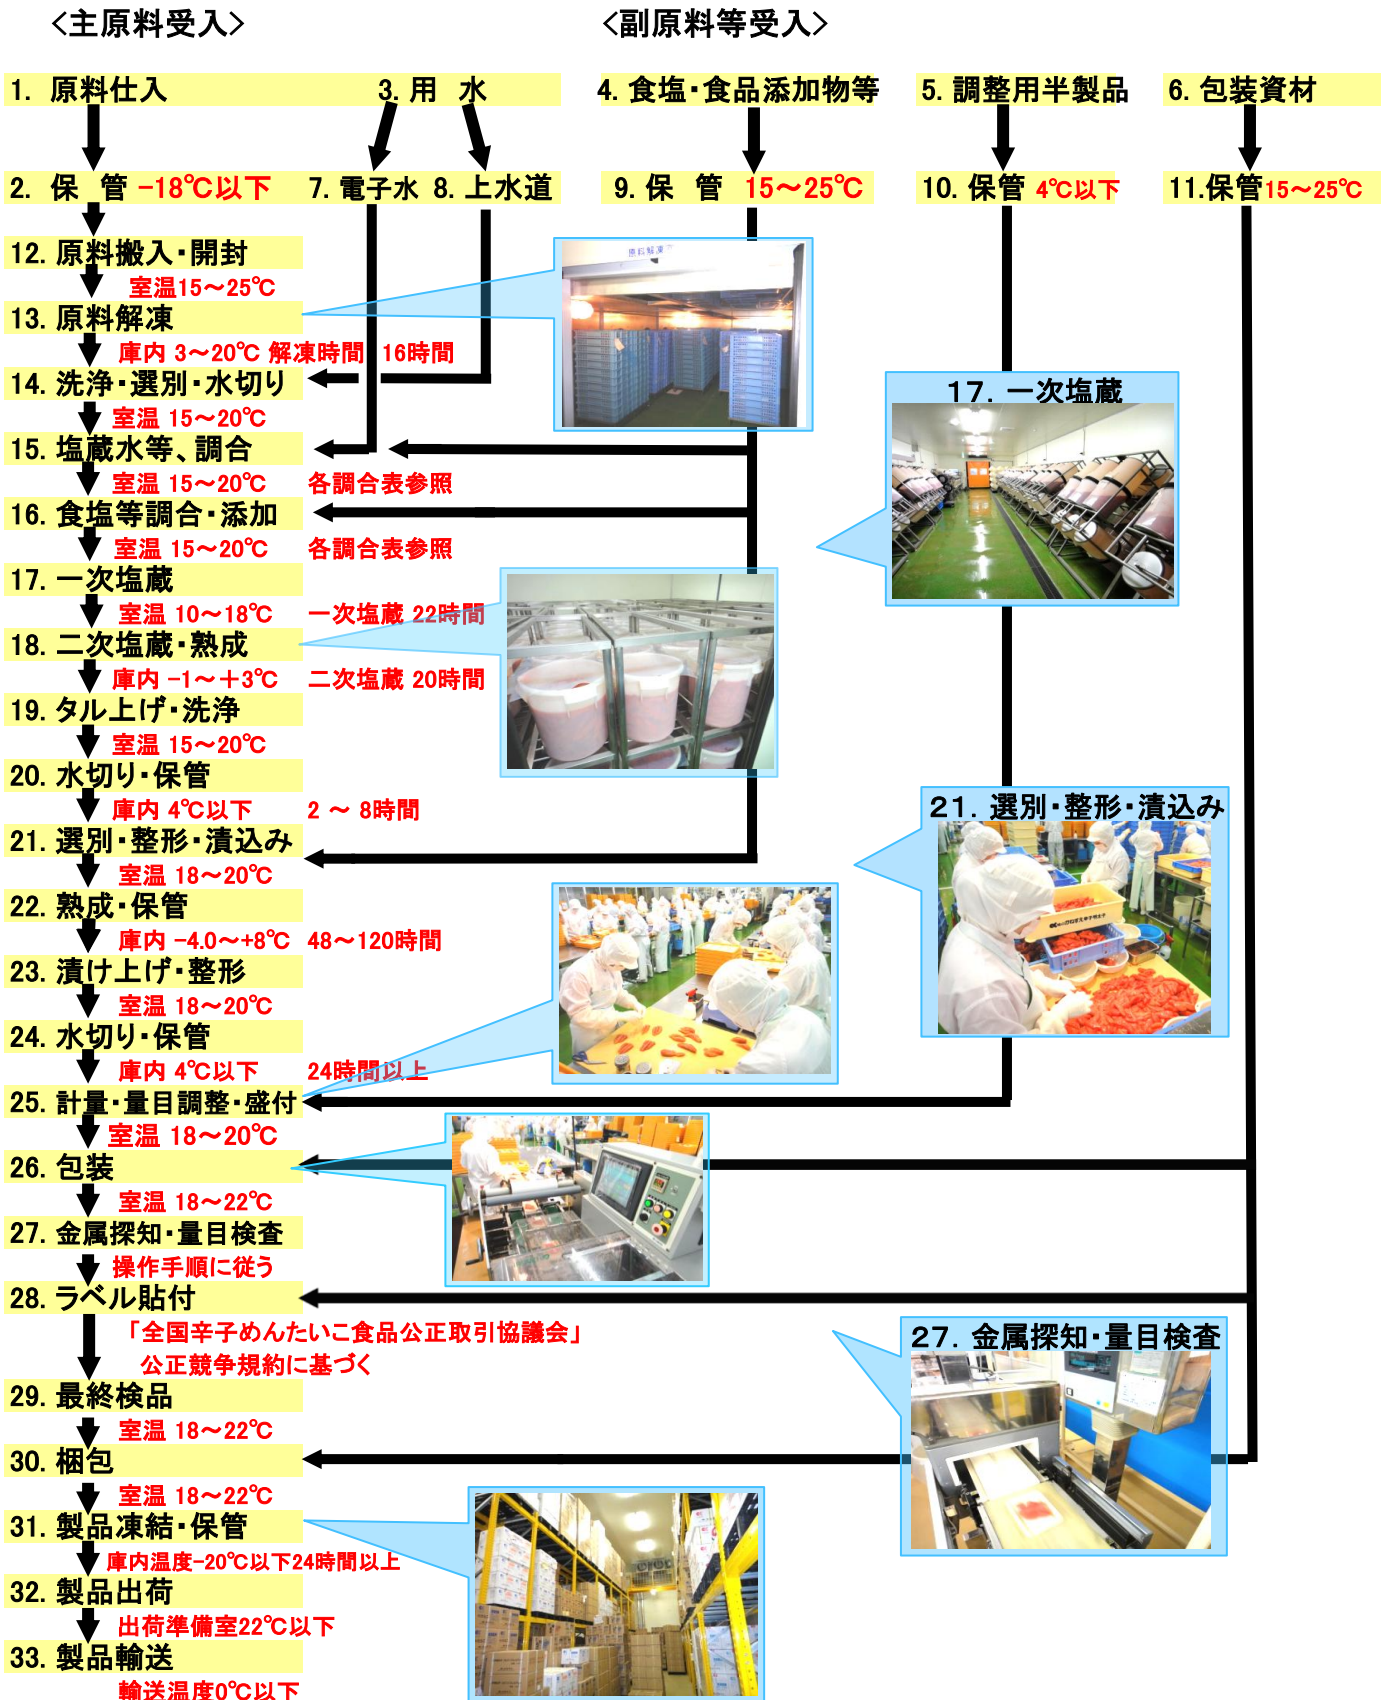 <主原料受入>
<副原料等受入>
1. 原料仕入
3. 用 水
4. 食塩・食品添加物等
5. 調整用半製品
6. 包装資材
2. 保 管 -18℃以下
7. 電子水
8. 上水道
9. 保 管 15～25℃
10. 保管 4℃以下
11.保管15～25℃
12. 原料搬入・開封
室温15～25℃
原料解凍
13. 原料解凍
庫内 3～20℃ 解凍時間 16時間
14. 洗浄・選別・水切り
17. 一次塩蔵
室温 15～20℃
15. 塩蔵水等、調合
室温 15～20℃ 各調合表参照
16. 食塩等調合・添加
室温 15～20℃ 各調合表参照
17. 一次塩蔵
室温 10～18℃ 一次塩蔵 22時間
18. 二次塩蔵・熟成
庫内 -1～+3℃ 二次塩蔵 20時間
19. タル上げ・洗浄
室温 15～20℃
20. 水切り・保管
庫内 4℃以下 2 ～ 8時間
21. 選別・整形・漬込み
21. 選別・整形・漬込み
室温 18～20℃
22. 熟成・保管
庫内 -4.0～+8℃ 48～120時間
23. 漬け上げ・整形
室温 18～20℃
24. 水切り・保管
庫内 4℃以下 24時間以上
25. 計量・量目調整・盛付
室温 18～20℃
26. 包装
室温 18～22℃
27. 金属探知・量目検査
操作手順に従う
28. ラベル貼付
「全国辛子めんたいこ食品公正取引協議会」
公正競争規約に基づく
27. 金属探知・量目検査
29. 最終検品
室温 18～22℃
30. 梱包
室温 18～22℃
31. 製品凍結・保管
庫内温度-20℃以下24時間以上
32. 製品出荷
出荷準備室22℃以下
33. 製品輸送
輸送温度0℃以下